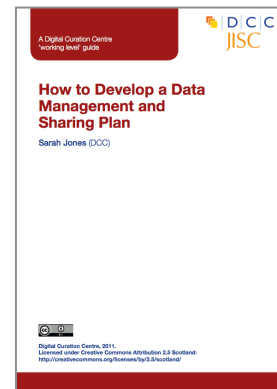 A Digital Curation Centre
'working level' guide
D|C|C
JISC
How to Develop a Data
Management and
Sharing Plan
Sarah Jones (DCC)
cc
Digital Curation Centre, 2011.
Licensed under Creative Commons Attribution 2.5 Scotland:
http://creativecommons.org/licenses/by/2.5/scotland/